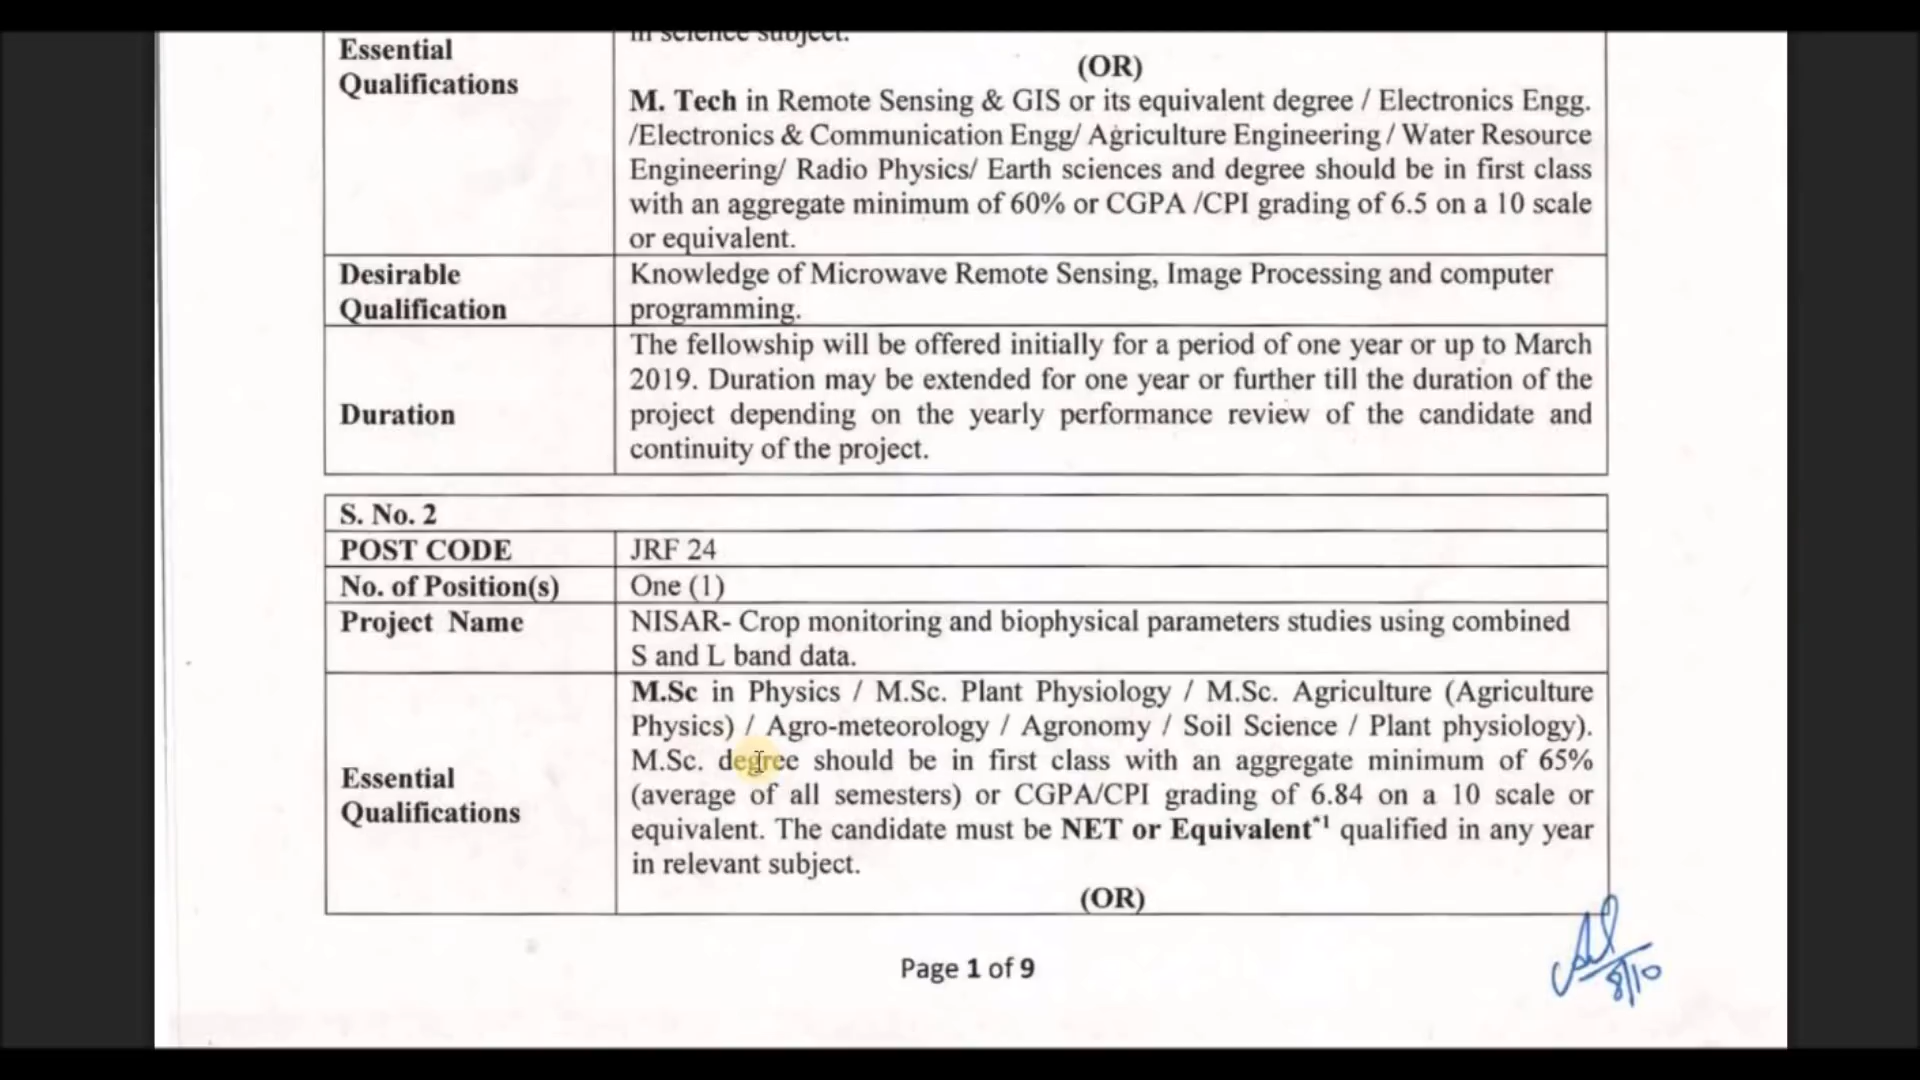 in science subject.
Essential
Qualifications
(OR)
M. Tech in Remote Sensing & GIS or its equivalent degree / Electronics Engg.
/Electronics & Communication Engg/ Agriculture Engineering / Water Resource
Engineering/ Radio Physics/ Earth sciences and degree should be in first class
with an aggregate minimum of 60% or CGPA /CPI grading of 6.5 on a 10 scale
or equivalent.
Desirable
Qualification
Knowledge of Microwave Remote Sensing, Image Processing and computer
programming.
Duration
The fellowship will be offered initially for a period of one year or up to March
2019. Duration may be extended for one year or further till the duration of the
project depending on the yearly performance review of the candidate and
continuity of the project.
S. No. 2
POST CODE JRF 24
No. of Position(s) One (1)
Project Name NISAR- Crop monitoring and biophysical parameters studies using combined
S and L band data.
Essential
Qualifications
M.Sc in Physics / M.Sc. Plant Physiology / M.Sc. Agriculture (Agriculture
Physics) / Agro-meteorology / Agronomy / Soil Science / Plant physiology).
M.Sc. degree should be in first class with an aggregate minimum of 65%
(average of all semesters) or CGPA/CPI grading of 6.84 on a 10 scale or
equivalent. The candidate must be NET or Equivalent*1 qualified in any year
in relevant subject.
(OR)
Page 1 of 9
8/10